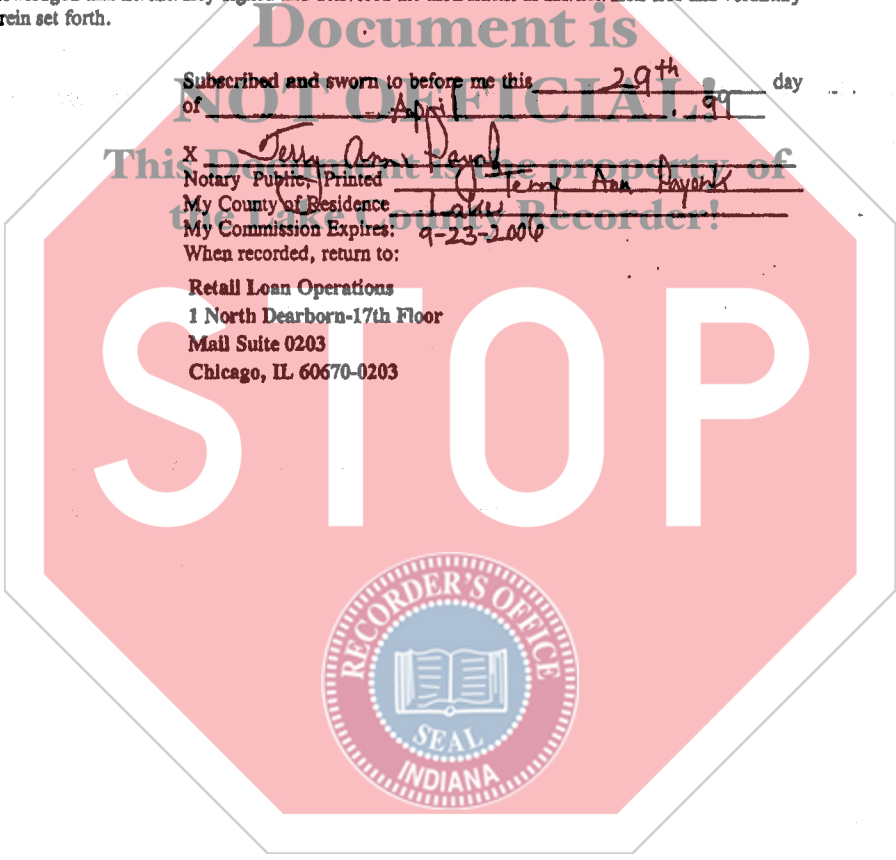 rein set forth.
Document is
Subscribed and sworn to before me this 29th day
of April, 99
NOT OFFICIAL!
X Terry Ann
This Document is the property of
Notary Public, Printed Terry Ann Hayork
the Lake County Recorder!
My County of Residence Lake
My Commission Expires: 9-23-2006
When recorded, return to:
Retail Loan Operations
1 North Dearborn-17th Floor
Mail Suite 0203
Chicago, IL 60670-0203
STOP
RECORDER'S OFFICE
SEAL
INDIANA